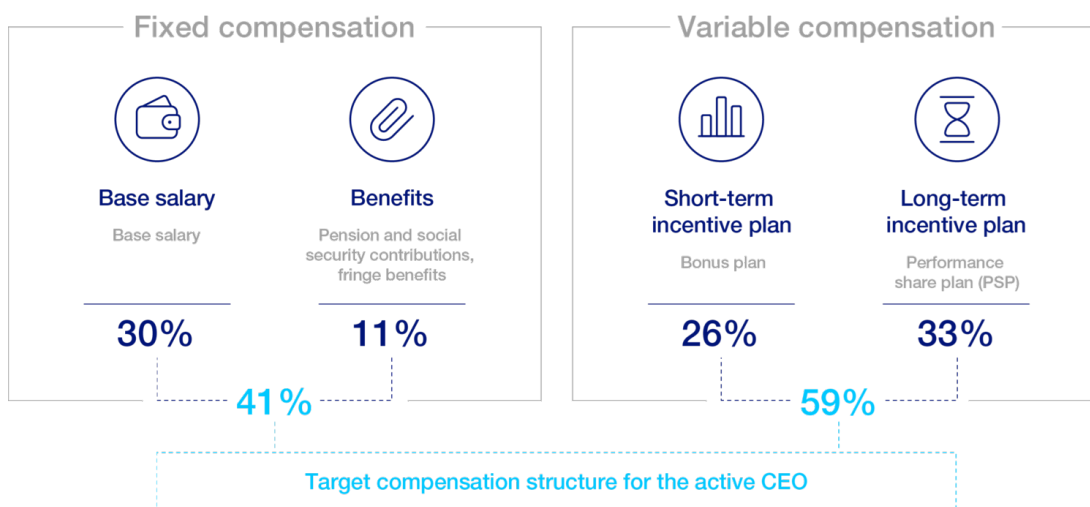 Fixed compensation
Base salary
Base salary
30%
Benefits
Pension and social
security contributions,
fringe benefits
11%
41%
Variable compensation
Short-term
incentive plan
Bonus plan
26%
Long-term
incentive plan
Performance
share plan (PSP)
33%
59%
Target compensation structure for the active CEO